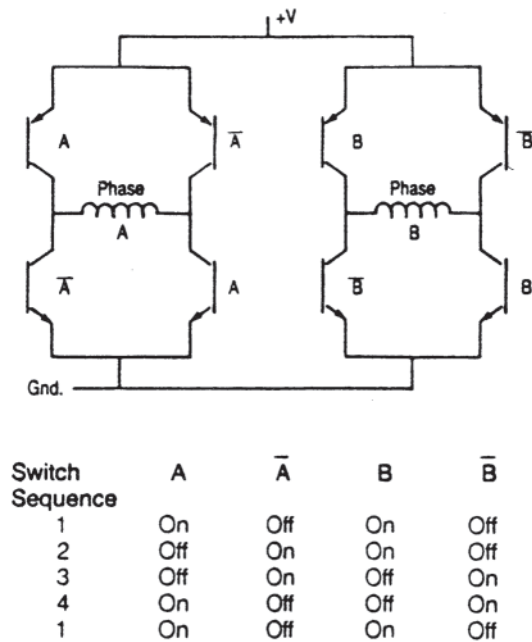 +V
A
A̅
B
B̅
Phase
A
Phase
B
A̅
A
B̅
B
Gnd.
Switch Sequence A A̅ B B̅
1 On Off On Off
2 Off On On Off
3 Off On Off On
4 On Off Off On
1 On Off On Off